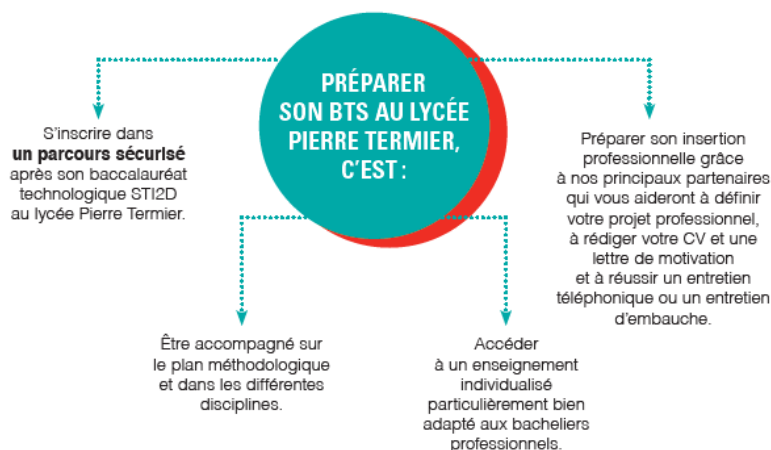 PRÉPARER
SON BTS AU LYCÉE
PIERRE TERMIER,
C'EST :
S'inscrire dans
un parcours sécurisé
après son baccalauréat
technologique STI2D
au lycée Pierre Termier.
Être accompagné sur
le plan méthodologique
et dans les différentes
disciplines.
Accéder
à un enseignement
individualisé
particulièrement bien
adapté aux bacheliers
professionnels.
Préparer son insertion
professionnelle grâce
à nos principaux partenaires
qui vous aideront à définir
votre projet professionnel,
à rédiger votre CV et une
lettre de motivation
et à réussir un entretien
téléphonique ou un entretien
d'embauche.